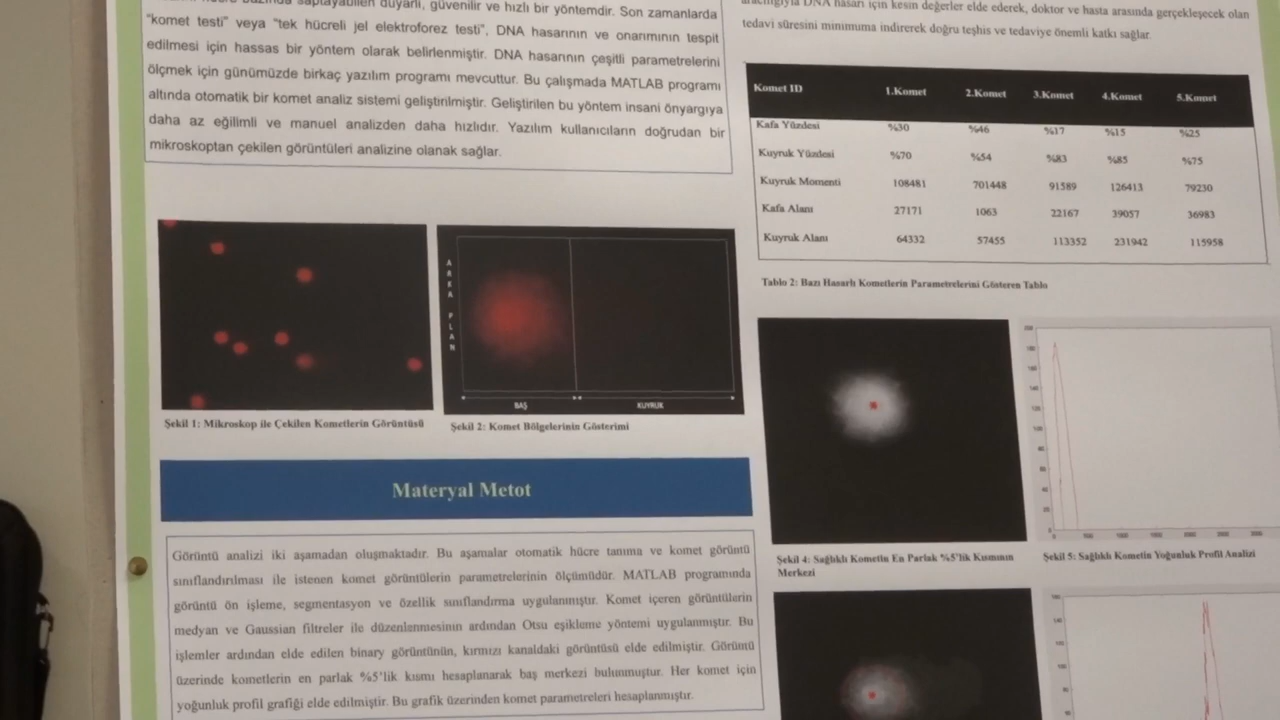 saptayabilen duyarlı, güvenilir ve hızlı bir yöntemdir. Son zamanlarda
"komet testi" veya "tek hücreli jel elektroforez testi", DNA hasarının ve onarımının tespit
edilmesi için hassas bir yöntem olarak belirlenmiştir. DNA hasarının çeşitli parametrelerini
ölçmek için günümüzde birkaç yazılım programı mevcuttur. Bu çalışmada MATLAB programı
altında otomatik bir komet analiz sistemi geliştirilmiştir. Geliştirilen bu yöntem insani önyargıya
daha az eğilimli ve manuel analizden daha hızlıdır. Yazılım kullanıcıların doğrudan bir
mikroskoptan çekilen görüntüleri analizine olanak sağlar.
ARKA PLAN
BAŞ KUYRUK
Şekil 1: Mikroskop ile Çekilen Kometlerin Görüntüsü
Şekil 2: Komet Bölgelerinin Gösterimi
Materyal Metot
Görüntü analizi iki aşamadan oluşmaktadır. Bu aşamalar otomatik hücre tanıma ve komet görüntü
sınıflandırılması ile istenen komet görüntülerin parametrelerinin ölçümüdür. MATLAB programında
görüntü ön işleme, segmentasyon ve özellik sınıflandırma uygulanmıştır. Komet içeren görüntülerin
medyan ve Gaussian filtreler ile düzenlenmesinin ardından Otsu eşikleme yöntemi uygulanmıştır. Bu
işlemler ardından elde edilen binary görüntünün, kırmızı kanaldaki görüntüsü elde edilmiştir. Görüntü
üzerinde kometlerin en parlak %5'lik kısmı hesaplanarak baş merkezi bulunmuştur. Her komet için
yoğunluk profil grafiği elde edilmiştir. Bu grafik üzerinden komet parametreleri hesaplanmıştır.
DNA hasarı için kesin değerler elde ederek, doktor ve hasta arasında gerçekleşecek olan
tedavi süresini minimuma indirerek doğru teşhis ve tedaviye önemli katkı sağlar.
Komet ID 1.Komet 2.Komet 3.Komet 4.Komet 5.Komet
Kafa Yüzdesi %30 %46 %17 %15 %25
Kuyruk Yüzdesi %70 %54 %83 %85 %75
Kuyruk Momenti 108481 701448 91589 126413 79230
Kafa Alanı 27171 1063 22167 39057 36983
Kuyruk Alanı 64332 57455 113352 231942 115958
Tablo 2: Bazı Hasarlı Kometlerin Parametrelerini Gösteren Tablo
Şekil 4: Sağlıklı Kometin En Parlak %5'lik Kısmının
Merkezi
Şekil 5: Sağlıklı Kometin Yoğunluk Profil Analizi